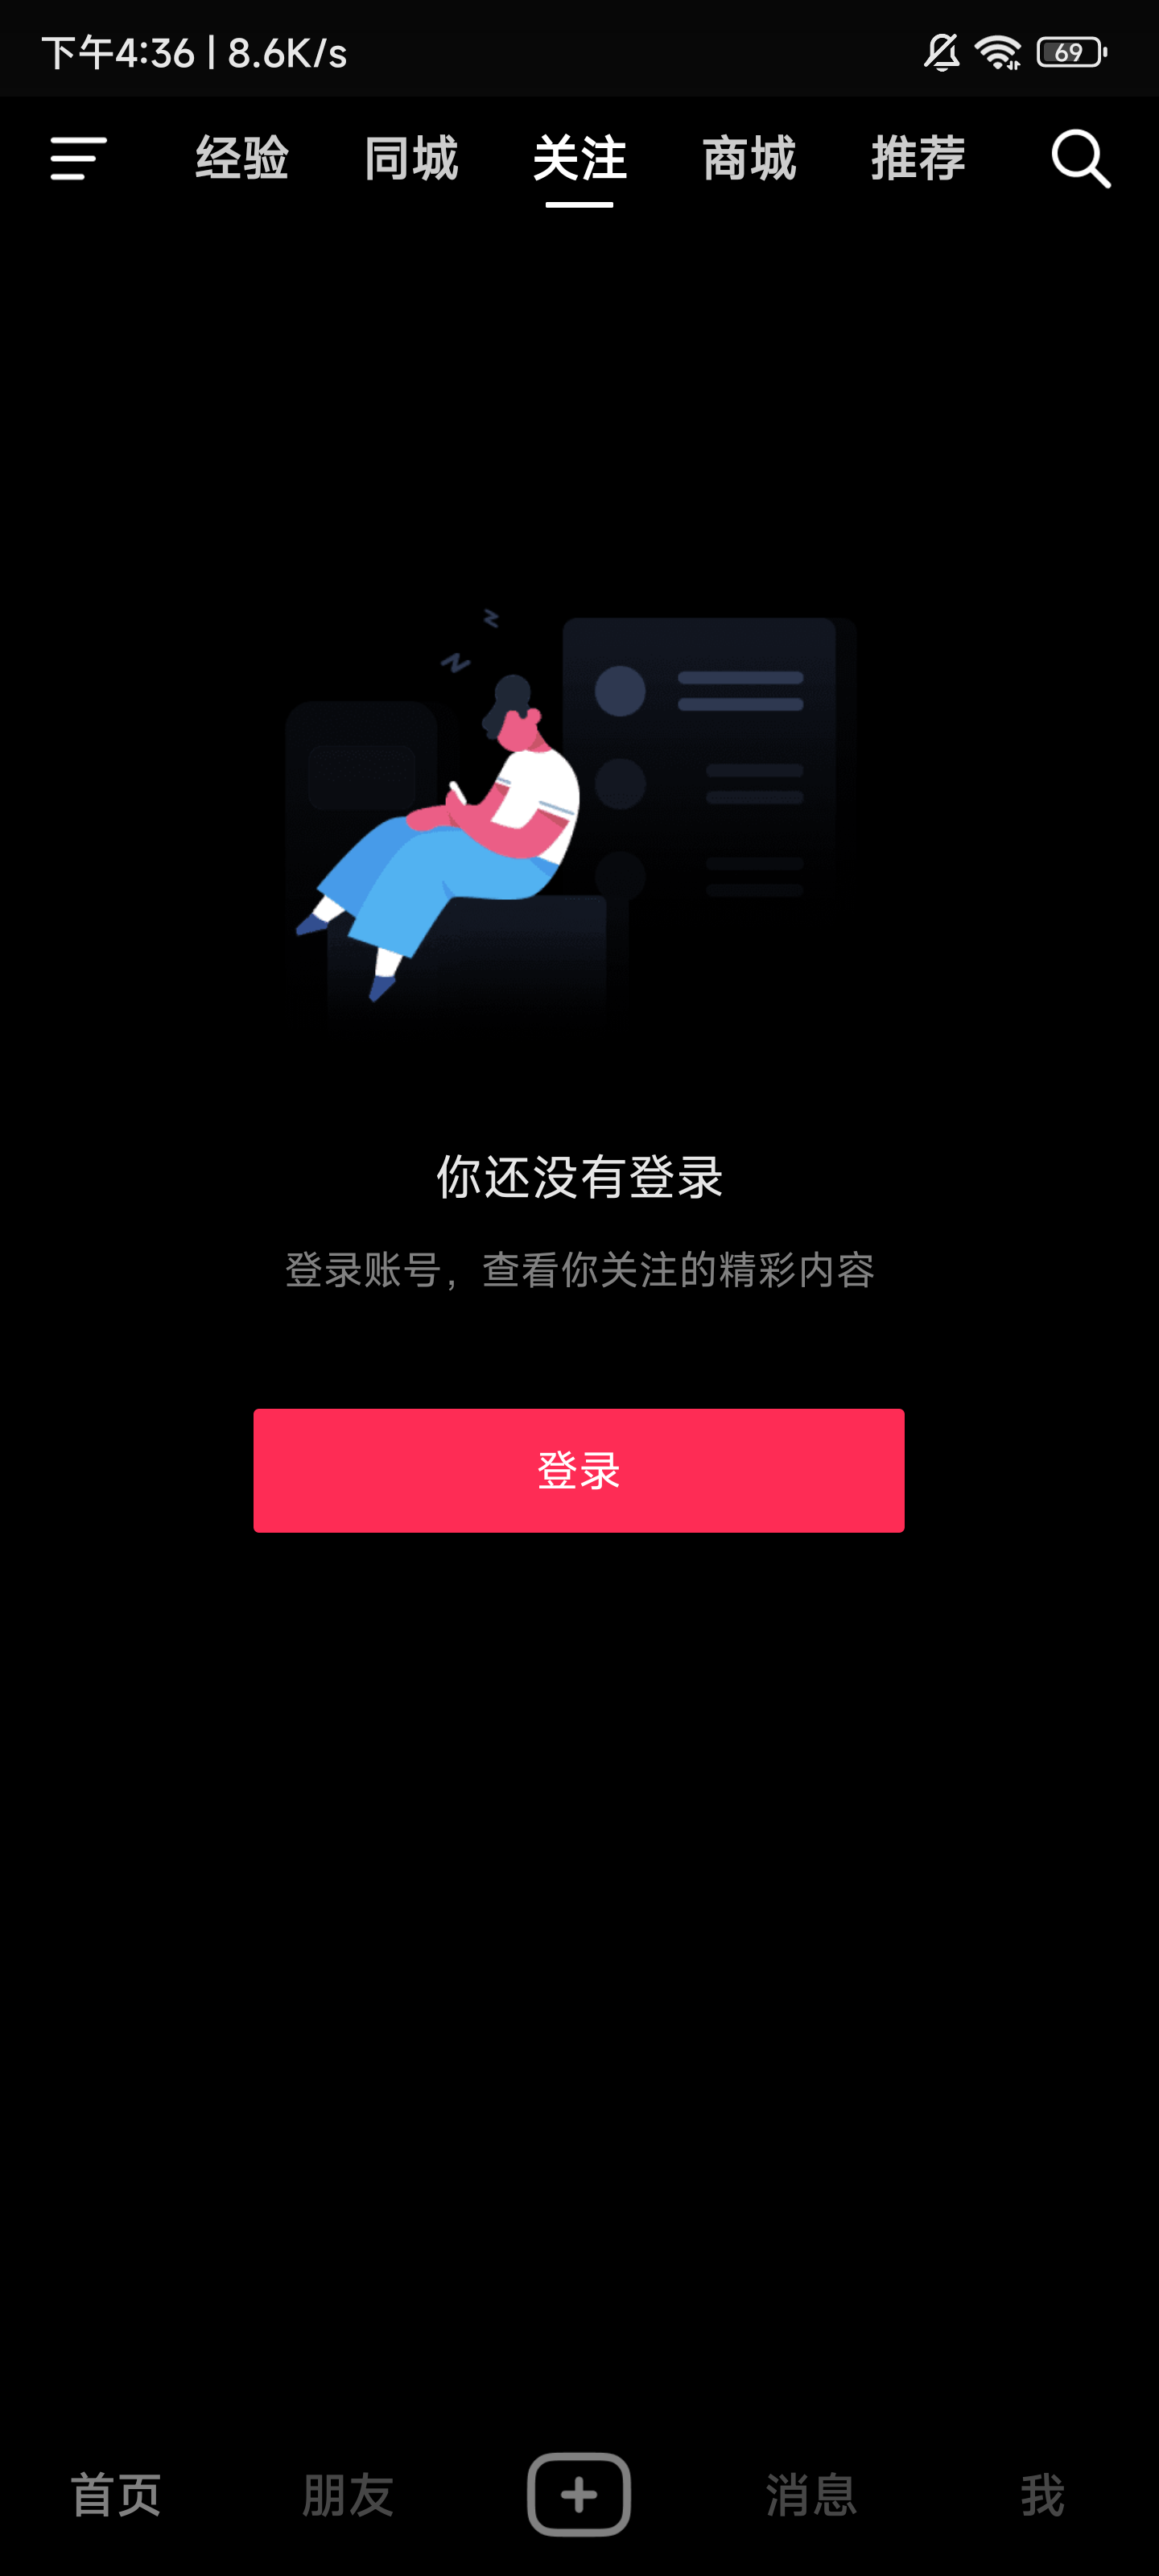 下午4:36 | 8.6K/s 69
经验 同城 关注 商城 推荐
你还没有登录
登录账号，查看你关注的精彩内容
登录
首页 朋友 消息 我